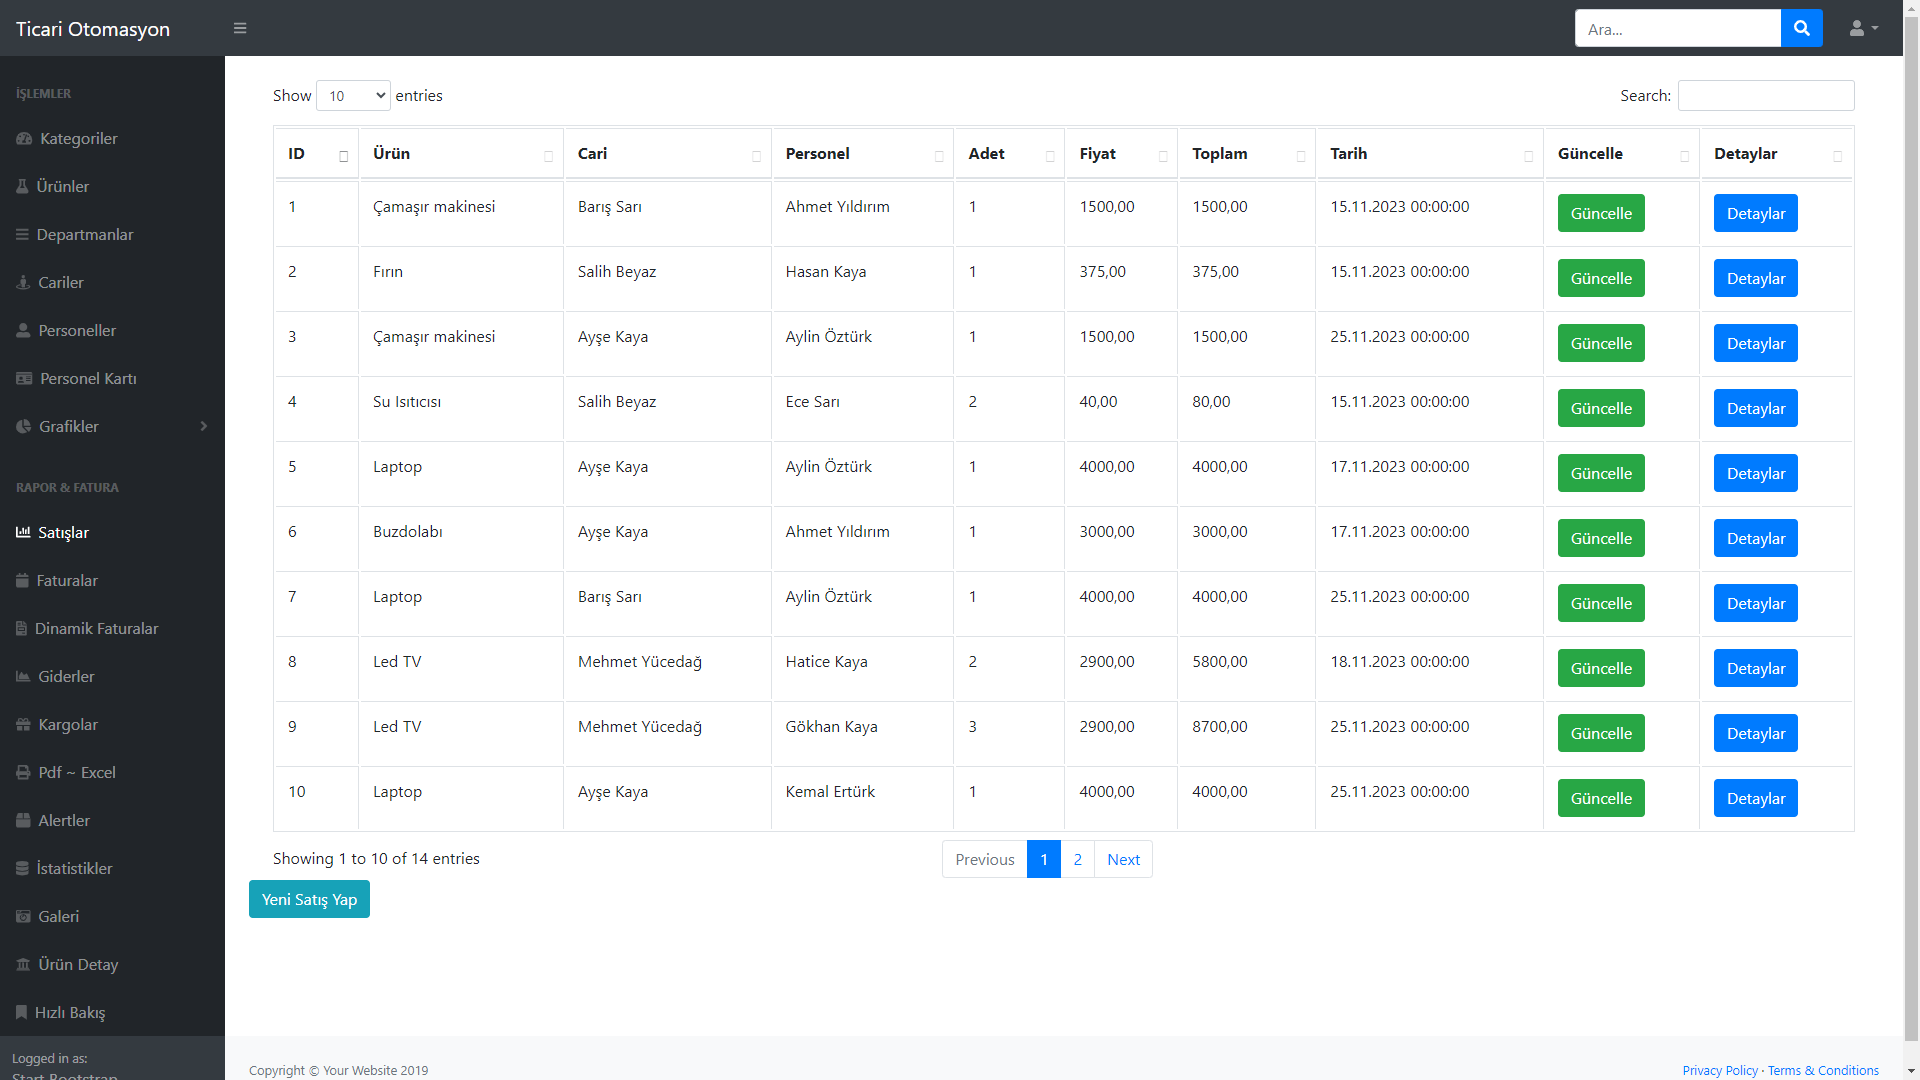 Ticari Otomasyon
Ara...
İŞLEMLER
Kategoriler
Ürünler
Departmanlar
Cariler
Personeller
Personel Kartı
Grafikler
RAPOR & FATURA
Satışlar
Faturalar
Dinamik Faturalar
Giderler
Kargolar
Pdf ~ Excel
Alertler
İstatistikler
Galeri
Ürün Detay
Hızlı Bakış
Logged in as:
Start Bootstrap
Show 10 entries
Search:
ID Ürün Cari Personel Adet Fiyat Toplam Tarih Güncelle Detaylar
1 Çamaşır makinesi Barış Sarı Ahmet Yıldırım 1 1500,00 1500,00 15.11.2023 00:00:00 Güncelle Detaylar
2 Fırın Salih Beyaz Hasan Kaya 1 375,00 375,00 15.11.2023 00:00:00 Güncelle Detaylar
3 Çamaşır makinesi Ayşe Kaya Aylin Öztürk 1 1500,00 1500,00 25.11.2023 00:00:00 Güncelle Detaylar
4 Su Isıtıcısı Salih Beyaz Ece Sarı 2 40,00 80,00 15.11.2023 00:00:00 Güncelle Detaylar
5 Laptop Ayşe Kaya Aylin Öztürk 1 4000,00 4000,00 17.11.2023 00:00:00 Güncelle Detaylar
6 Buzdolabı Ayşe Kaya Ahmet Yıldırım 1 3000,00 3000,00 17.11.2023 00:00:00 Güncelle Detaylar
7 Laptop Barış Sarı Aylin Öztürk 1 4000,00 4000,00 25.11.2023 00:00:00 Güncelle Detaylar
8 Led TV Mehmet Yücedağ Hatice Kaya 2 2900,00 5800,00 18.11.2023 00:00:00 Güncelle Detaylar
9 Led TV Mehmet Yücedağ Gökhan Kaya 3 2900,00 8700,00 25.11.2023 00:00:00 Güncelle Detaylar
10 Laptop Ayşe Kaya Kemal Ertürk 1 4000,00 4000,00 25.11.2023 00:00:00 Güncelle Detaylar
Showing 1 to 10 of 14 entries
Previous 1 2 Next
Yeni Satış Yap
Copyright © Your Website 2019
Privacy Policy · Terms & Conditions